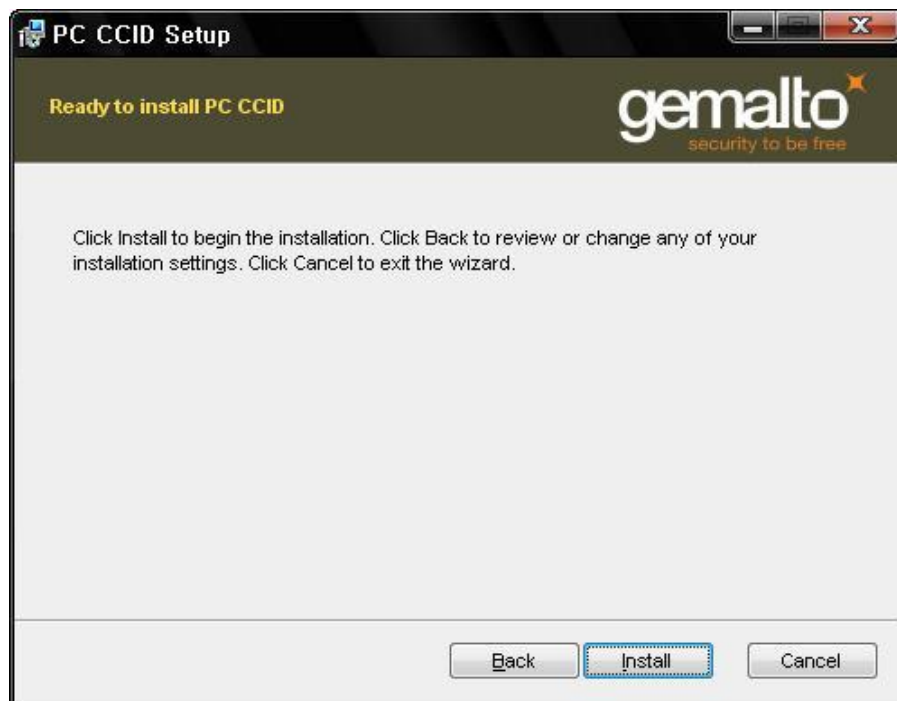 PC CCID Setup
Ready to install PC CCID
gemalto
security to be free
Click Install to begin the installation. Click Back to review or change any of your
installation settings. Click Cancel to exit the wizard.
Back
Install
Cancel